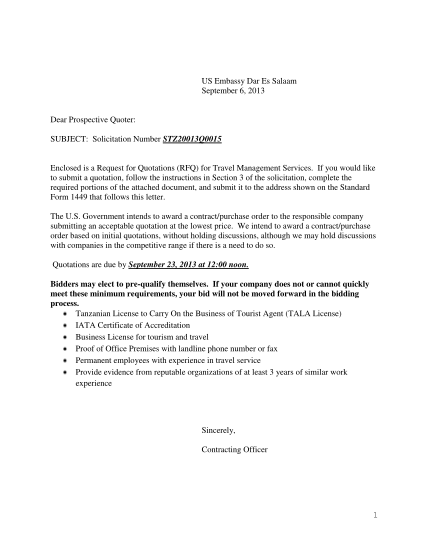 US Embassy Dar Es Salaam
September 6, 2013
Dear Prospective Quoter:
SUBJECT: Solicitation Number STZ20013Q0015
Enclosed is a Request for Quotations (RFQ) for Travel Management Services. If you would like
to submit a quotation, follow the instructions in Section 3 of the solicitation, complete the
required portions of the attached document, and submit it to the address shown on the Standard
Form 1449 that follows this letter.
The U.S. Government intends to award a contract/purchase order to the responsible company
submitting an acceptable quotation at the lowest price. We intend to award a contract/purchase
order based on initial quotations, without holding discussions, although we may hold discussions
with companies in the competitive range if there is a need to do so.
Quotations are due by September 23, 2013 at 12:00 noon.
Bidders may elect to pre-qualify themselves. If your company does not or cannot quickly
meet these minimum requirements, your bid will not be moved forward in the bidding
process.
• Tanzanian License to Carry On the Business of Tourist Agent (TALA License)
• IATA Certificate of Accreditation
• Business License for tourism and travel
• Proof of Office Premises with landline phone number or fax
• Permanent employees with experience in travel service
• Provide evidence from reputable organizations of at least 3 years of similar work
experience
Sincerely,
Contracting Officer
1